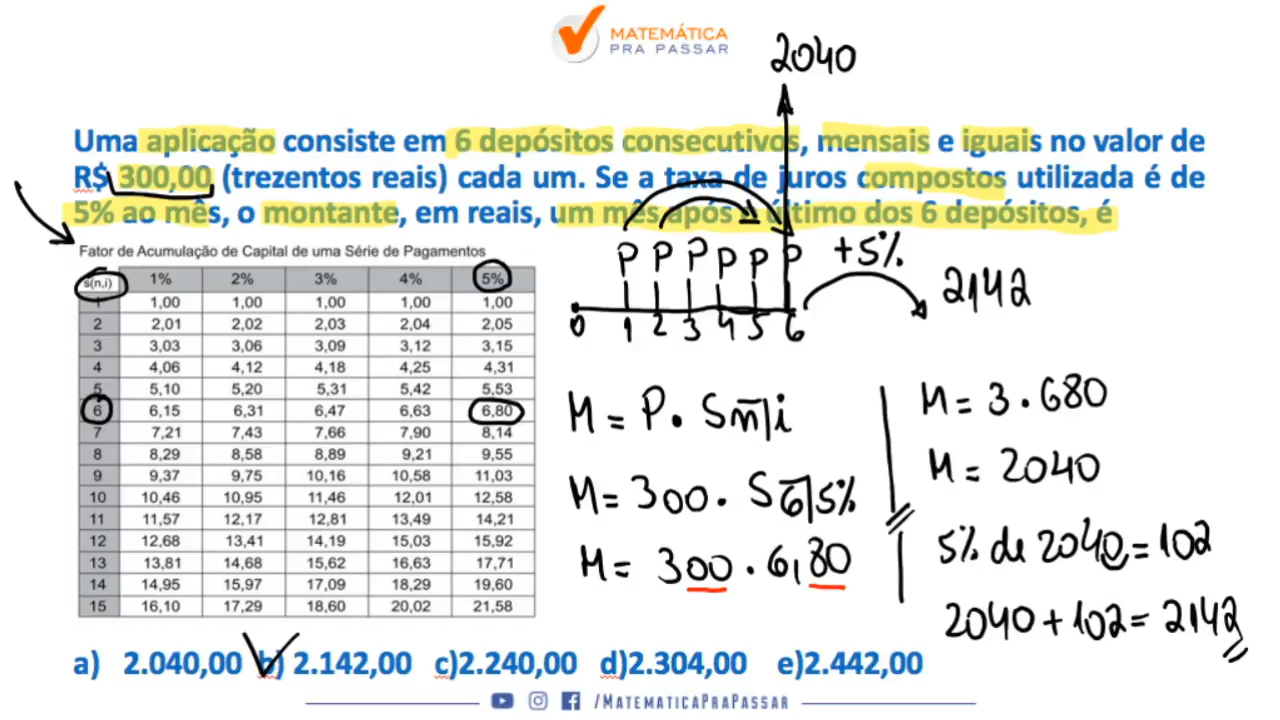 MATEMÁTICA
PRA PASSAR
2040
Uma aplicação consiste em 6 depósitos consecutivos, mensais e iguais no valor de
R$ 300,00 (trezentos reais) cada um. Se a taxa de juros compostos utilizada é de
5% ao mês, o montante, em reais, um mês após o último dos 6 depósitos, é
Fator de Acumulação de Capital de uma Série de Pagamentos
s(n,i) 1% 2% 3% 4% 5%
1 1,00 1,00 1,00 1,00 1,00
2 2,01 2,02 2,03 2,04 2,05
3 3,03 3,06 3,09 3,12 3,15
4 4,06 4,12 4,18 4,25 4,31
5 5,10 5,20 5,31 5,42 5,53
6 6,15 6,31 6,47 6,63 6,80
7 7,21 7,43 7,66 7,90 8,14
8 8,29 8,58 8,89 9,21 9,55
9 9,37 9,75 10,16 10,58 11,03
10 10,46 10,95 11,46 12,01 12,58
11 11,57 12,17 12,81 13,49 14,21
12 12,68 13,41 14,19 15,03 15,92
13 13,81 14,68 15,62 16,63 17,71
14 14,95 15,97 17,09 18,29 19,60
15 16,10 17,29 18,60 20,02 21,58
P P P P P P +5%
2142
0 1 2 3 4 5 6
M = P . S n̅|i
M = 300 . S 6̅|5%
M = 300 . 6,80
M = 3 . 680
M = 2040
5% de 2040 = 102
2040 + 102 = 2142
a) 2.040,00 b) 2.142,00 c)2.240,00 d)2.304,00 e)2.442,00
/MATEMATICAPRAPASSAR